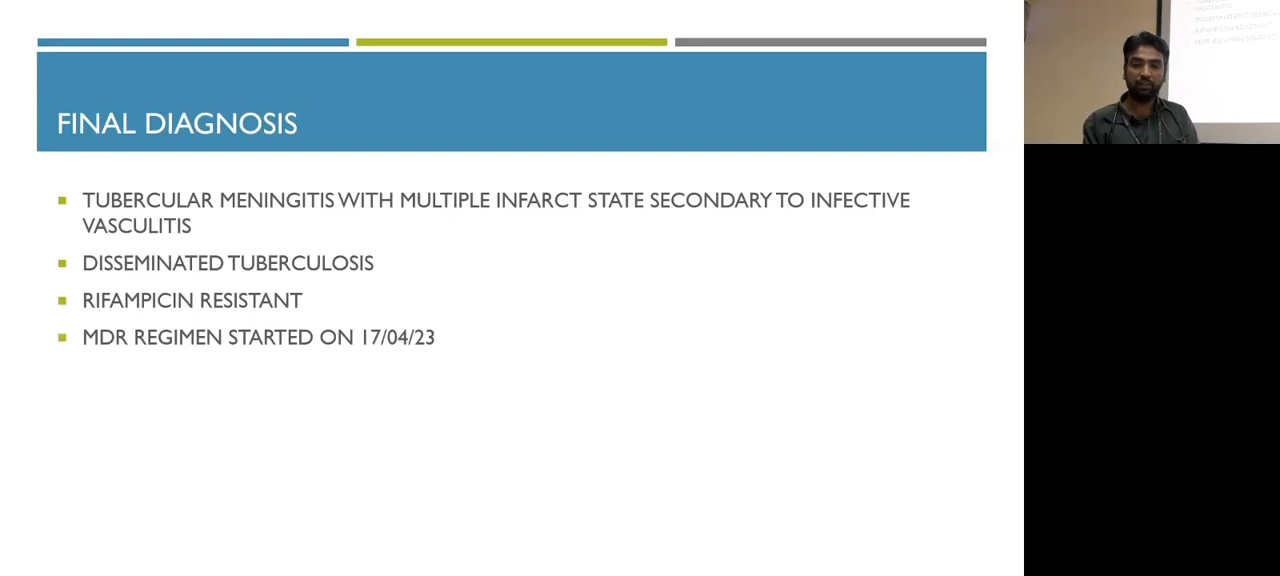 FINAL DIAGNOSIS
TUBERCULAR MENINGITIS WITH MULTIPLE INFARCT STATE SECONDARY TO INFECTIVE
VASCULITIS
DISSEMINATED TUBERCULOSIS
RIFAMPICIN RESISTANT
MDR REGIMEN STARTED ON 17/04/23